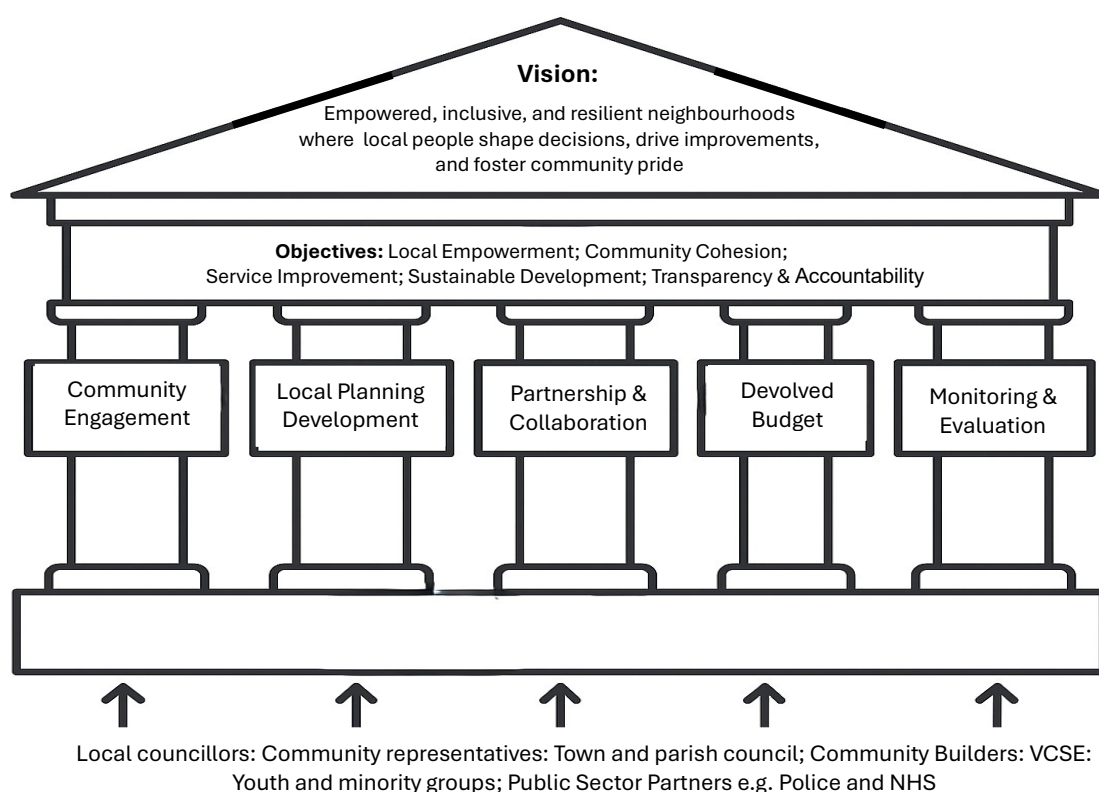 Vision:
Empowered, inclusive, and resilient neighbourhoods
where local people shape decisions, drive improvements,
and foster community pride
Objectives: Local Empowerment; Community Cohesion;
Service Improvement; Sustainable Development; Transparency & Accountability
Community
Engagement
Local Planning
Development
Partnership &
Collaboration
Devolved
Budget
Monitoring &
Evaluation
Local councillors: Community representatives: Town and parish council; Community Builders: VCSE:
Youth and minority groups; Public Sector Partners e.g. Police and NHS